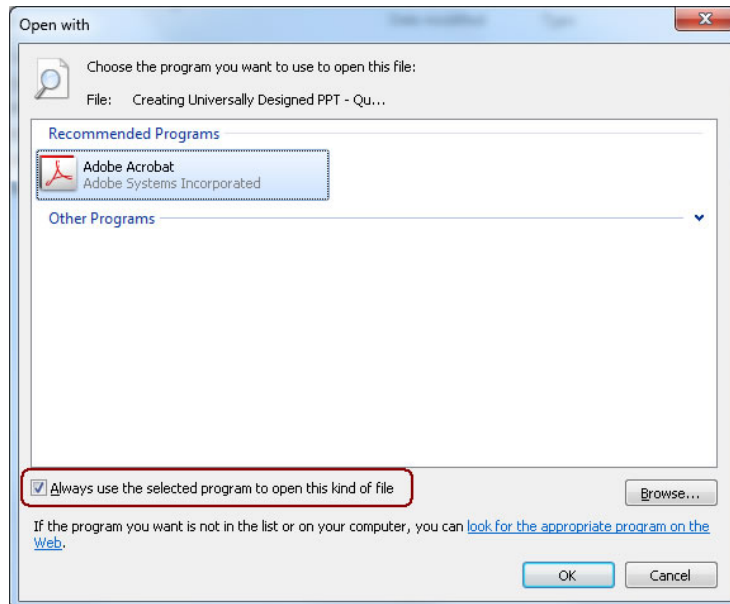 Open with
Date modified Type
Choose the program you want to use to open this file:
File: Creating Universally Designed PPT - Qu...
Recommended Programs
Adobe Acrobat
Adobe Systems Incorporated
Other Programs
Always use the selected program to open this kind of file
Browse...
If the program you want is not in the list or on your computer, you can look for the appropriate program on the
Web.
OK Cancel